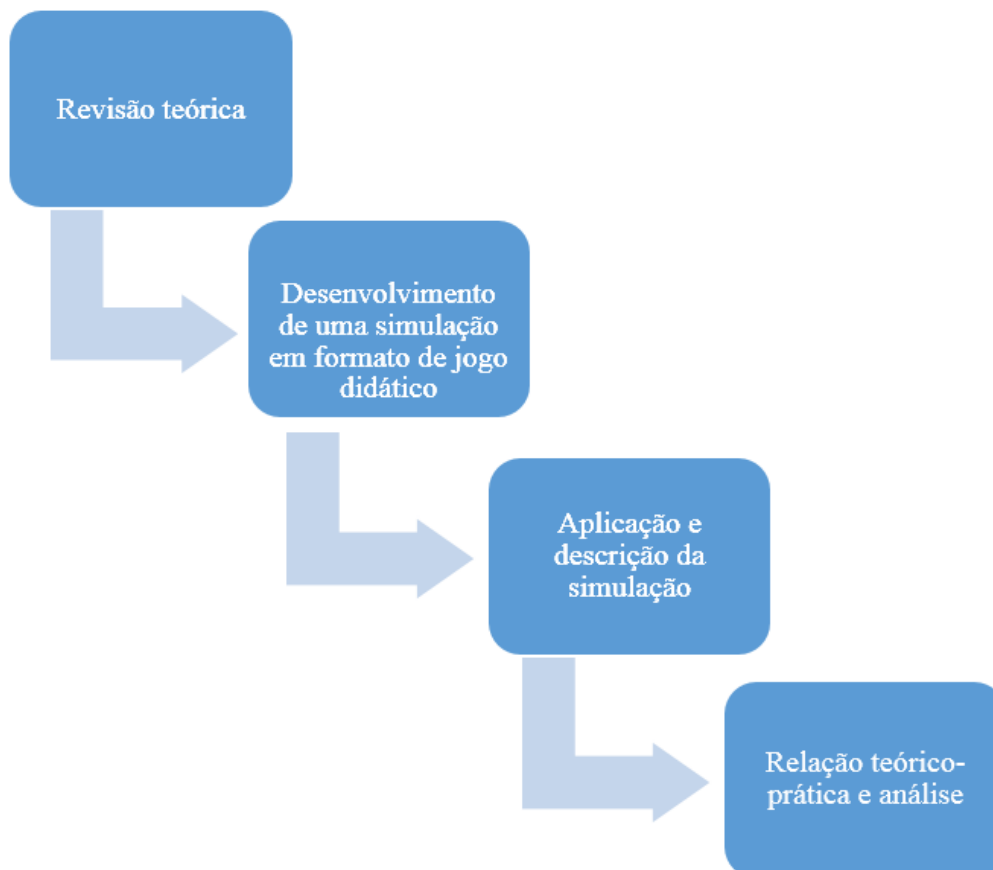 Revisão teórica
Desenvolvimento
de uma simulação
em formato de jogo
didático
Aplicação e
descrição da
simulação
Relação teórico-
prática e análise